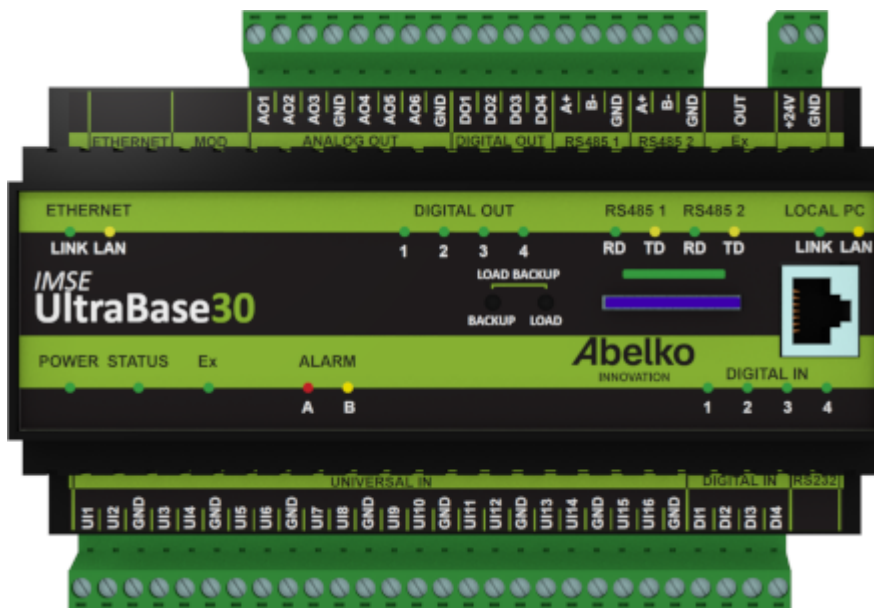 AO1 AO2 AO3 GND AO4 AO5 AO6 GND DO1 DO2 DO3 DO4 A+ B- GND A+ B- GND OUT +24V GND
ETHERNET MOD ANALOG OUT DIGITAL OUT RS485 1 RS485 2 Ex
ETHERNET DIGITAL OUT RS485 1 RS485 2 LOCAL PC
LINK LAN 1 2 3 4 RD TD RD TD LINK LAN
IMSE
UltraBase30
LOAD BACKUP
BACKUP LOAD
POWER STATUS Ex ALARM
A B
Abelko
INNOVATION
DIGITAL IN
1 2 3 4
UNIVERSAL IN DIGITAL IN RS232
UI1 UI2 GND UI3 UI4 GND UI5 UI6 GND UI7 UI8 GND UI9 UI10 GND UI11 UI12 GND UI13 UI14 GND UI15 UI16 GND DI1 DI2 DI3 DI4